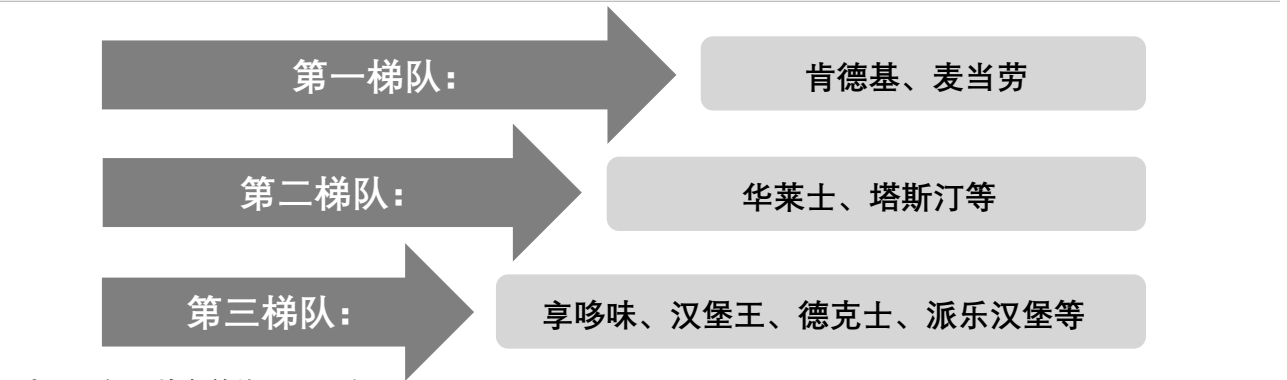 第一梯队：
肯德基、麦当劳
第二梯队：
华莱士、塔斯汀等
第三梯队：
享哆味、汉堡王、德克士、派乐汉堡等